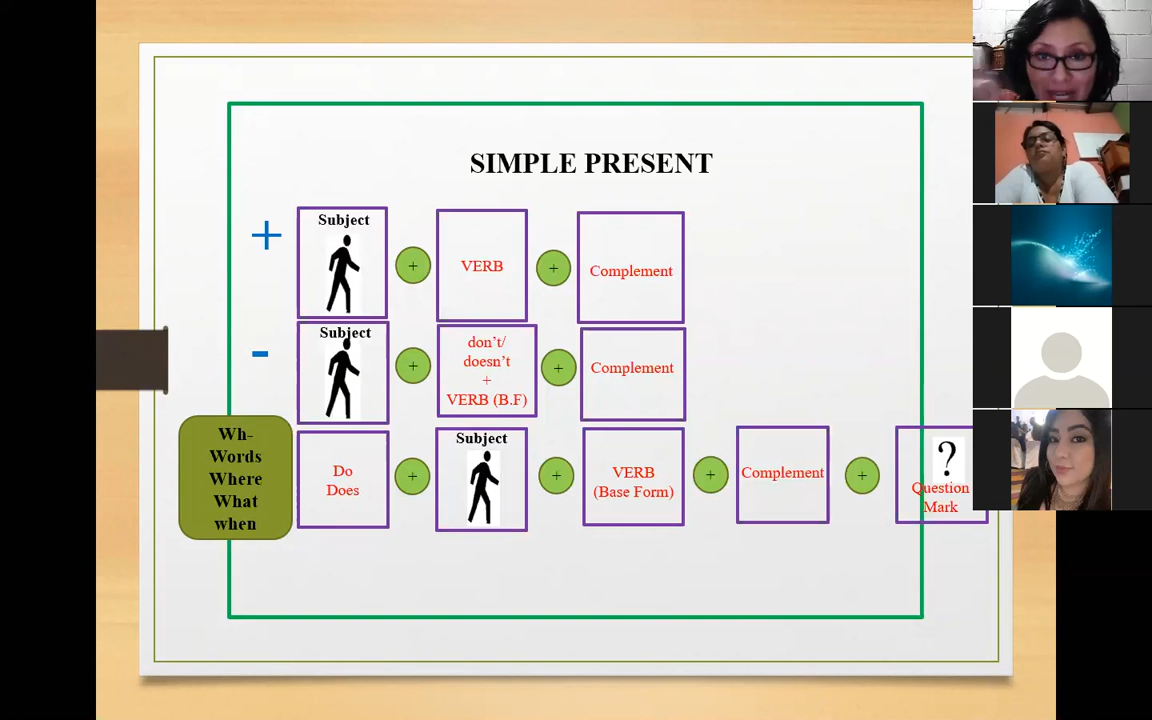 SIMPLE PRESENT
+
Subject
+
VERB
+
Complement
-
Subject
+
don't/
doesn't
+
VERB (B.F)
+
Complement
Wh-
Words
Where
What
when
Do
Does
+
Subject
+
VERB
(Base Form)
+
Complement
+
?
Question
Mark